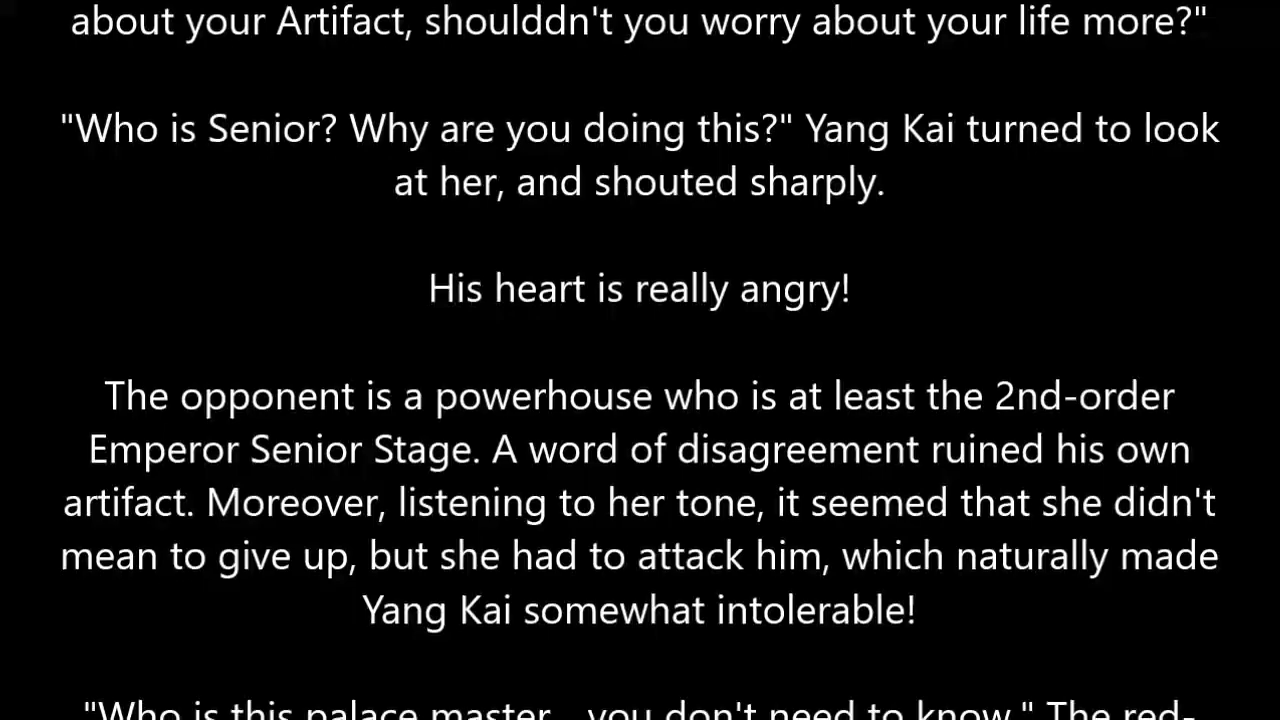 about your Artifact, shoulddn't you worry about your life more?"
"Who is Senior? Why are you doing this?" Yang Kai turned to look
at her, and shouted sharply.
His heart is really angry!
The opponent is a powerhouse who is at least the 2nd-order
Emperor Senior Stage. A word of disagreement ruined his own
artifact. Moreover, listening to her tone, it seemed that she didn't
mean to give up, but she had to attack him, which naturally made
Yang Kai somewhat intolerable!
"Who is this palace master,, you don't need to know." The red-